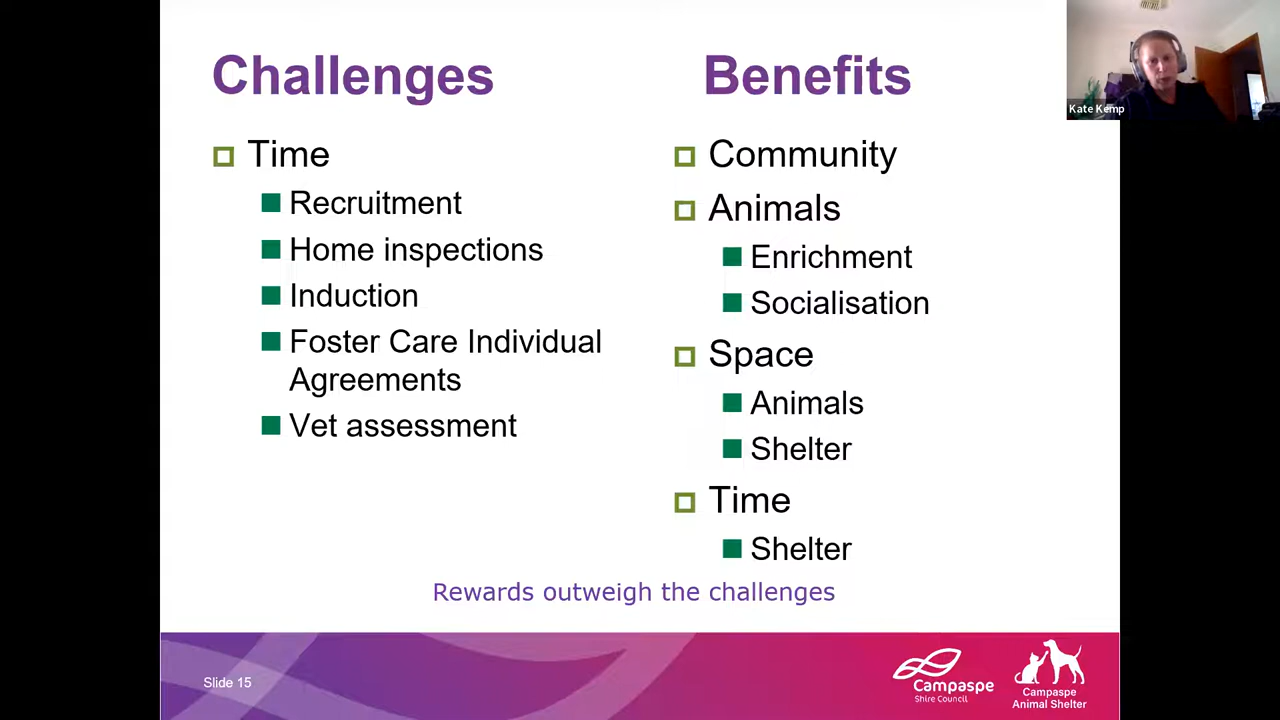 Challenges
Time
Recruitment
Home inspections
Induction
Foster Care Individual
Agreements
Vet assessment
Benefits
Community
Animals
Enrichment
Socialisation
Space
Animals
Shelter
Time
Shelter
Rewards outweigh the challenges
Slide 15
Campaspe
Shire Council
Campaspe
Animal Shelter
Kate Kemp